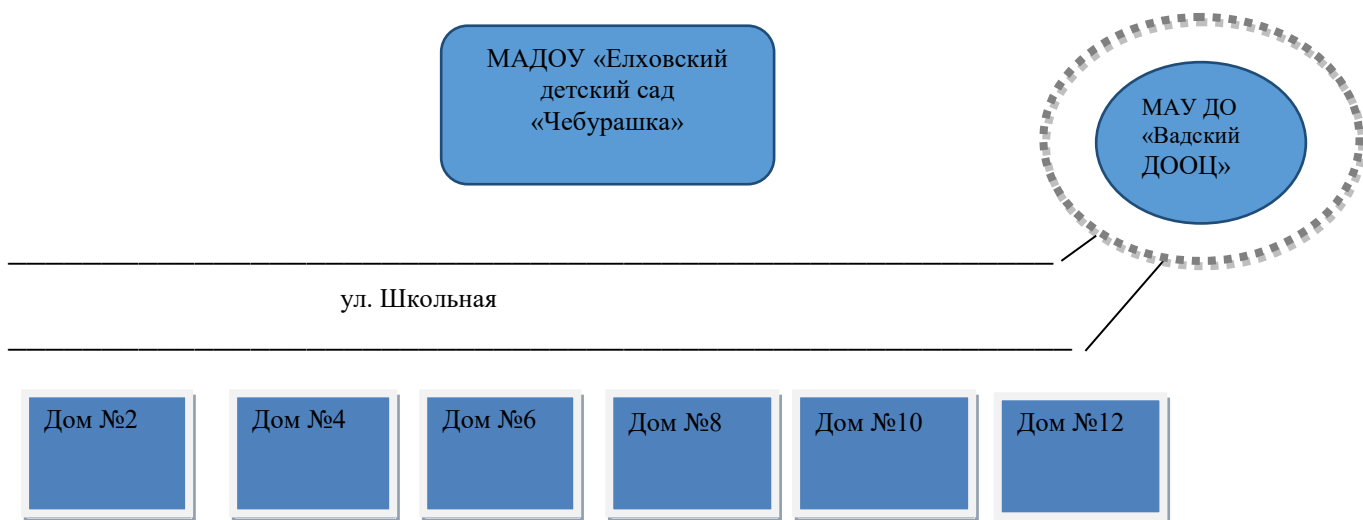 МАДОУ «Елховский
детский сад
«Чебурашка»
МАУ ДО
«Вадский
ДООЦ»
ул. Школьная
Дом №2
Дом №4
Дом №6
Дом №8
Дом №10
Дом №12